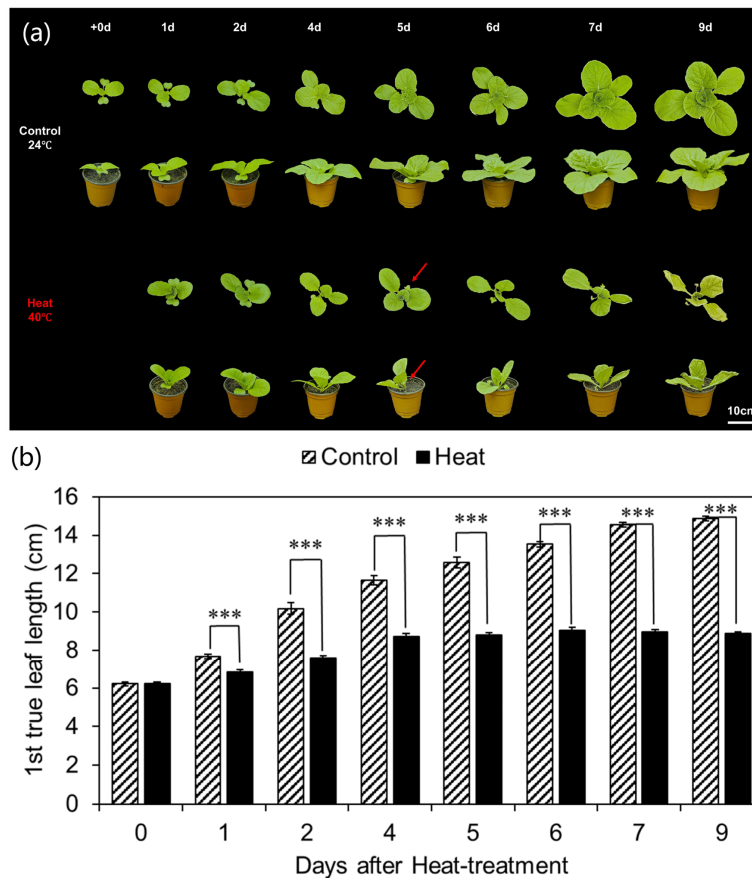 (a)
+0d 1d 2d 4d 5d 6d 7d 9d
Control
24℃
Heat
40℃
10cm
(b)
Control Heat
1st true leaf length (cm)
16
14
12
10
8
6
4
2
0
*** *** *** *** *** *** ***
0 1 2 4 5 6 7 9
Days after Heat-treatment